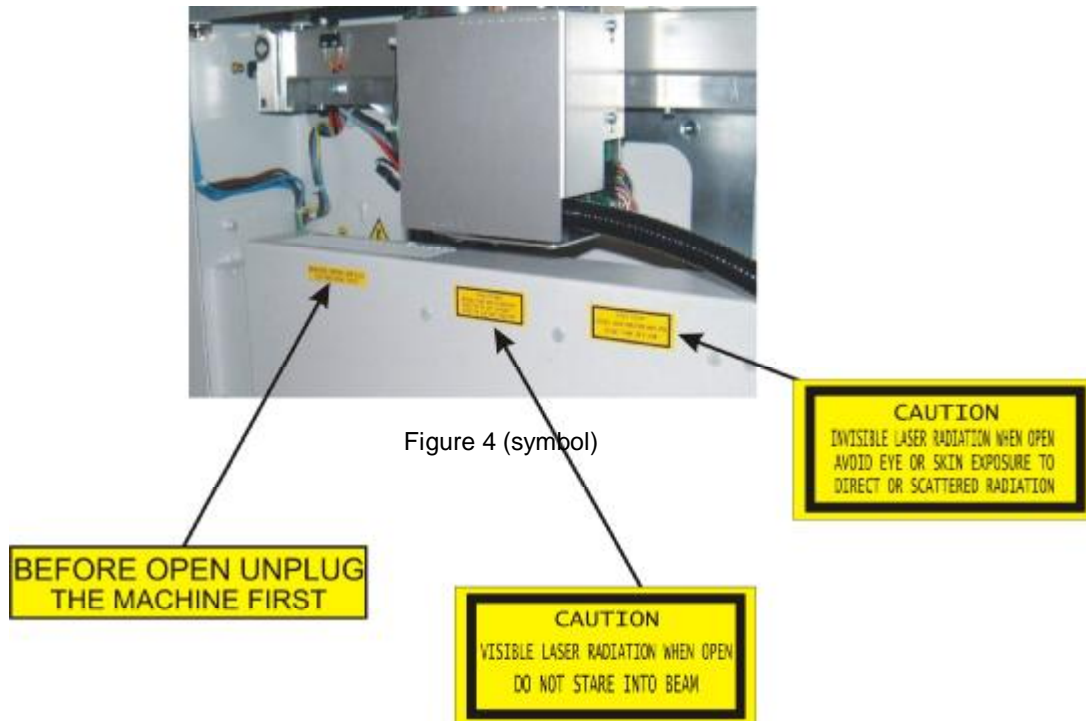 Figure 4 (symbol)
CAUTION
INVISIBLE LASER RADIATION WHEN OPEN
AVOID EYE OR SKIN EXPOSURE TO
DIRECT OR SCATTERED RADIATION
BEFORE OPEN UNPLUG
THE MACHINE FIRST
CAUTION
VISIBLE LASER RADIATION WHEN OPEN
DO NOT STARE INTO BEAM